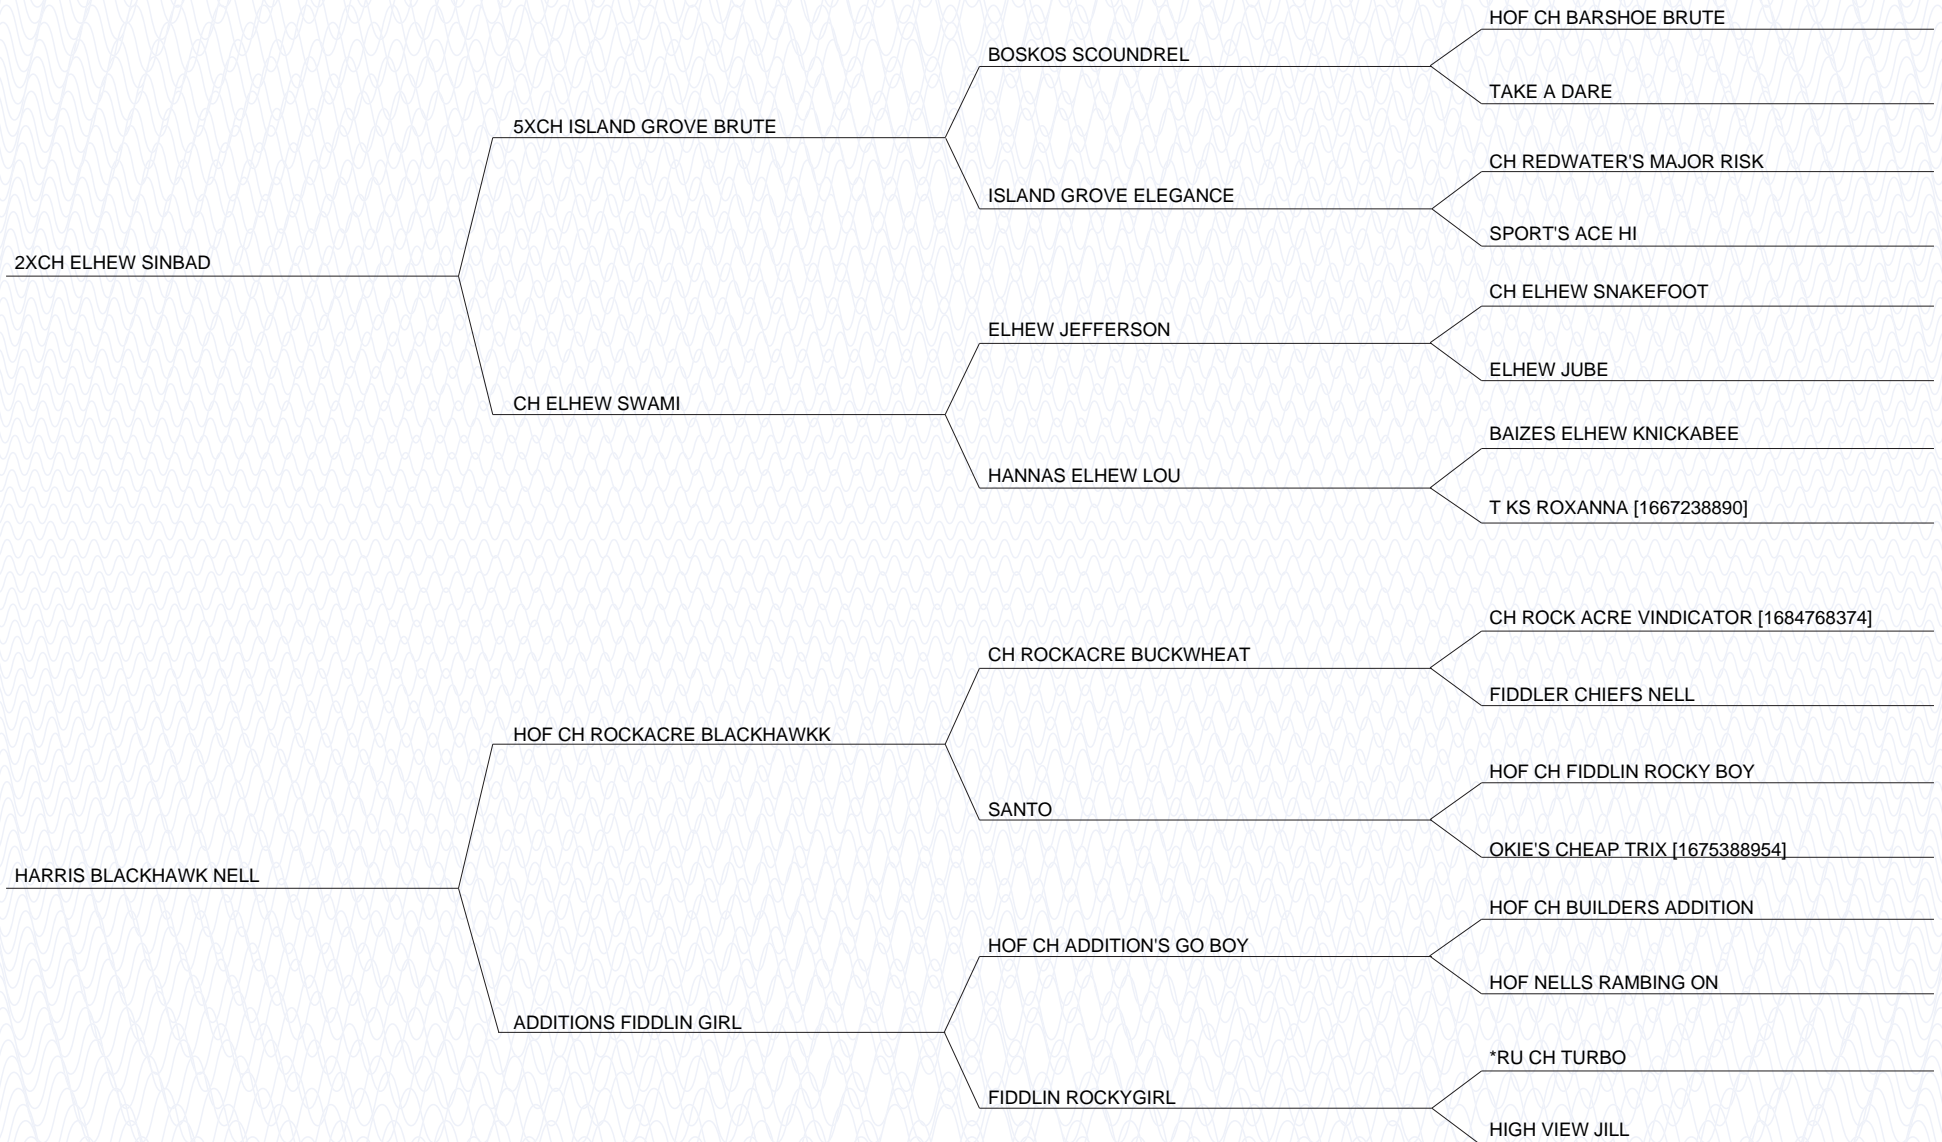 HOF CH BARSHOE BRUTE
BOSKOS SCOUNDREL
TAKE A DARE
5XCH ISLAND GROVE BRUTE
CH REDWATER'S MAJOR RISK
ISLAND GROVE ELEGANCE
SPORT'S ACE HI
2XCH ELHEW SINBAD
CH ELHEW SNAKEFOOT
ELHEW JEFFERSON
ELHEW JUBE
CH ELHEW SWAMI
BAIZES ELHEW KNICKABEE
HANNAS ELHEW LOU
T KS ROXANNA [1667238890]
CH ROCK ACRE VINDICATOR [1684768374]
CH ROCKACRE BUCKWHEAT
FIDDLER CHIEFS NELL
HOF CH ROCKACRE BLACKHAWKK
HOF CH FIDDLIN ROCKY BOY
SANTO
OKIE'S CHEAP TRIX [1675388954]
HARRIS BLACKHAWK NELL
HOF CH BUILDERS ADDITION
HOF CH ADDITION'S GO BOY
HOF NELLS RAMBING ON
ADDITIONS FIDDLIN GIRL
*RU CH TURBO
FIDDLIN ROCKYGIRL
HIGH VIEW JILL